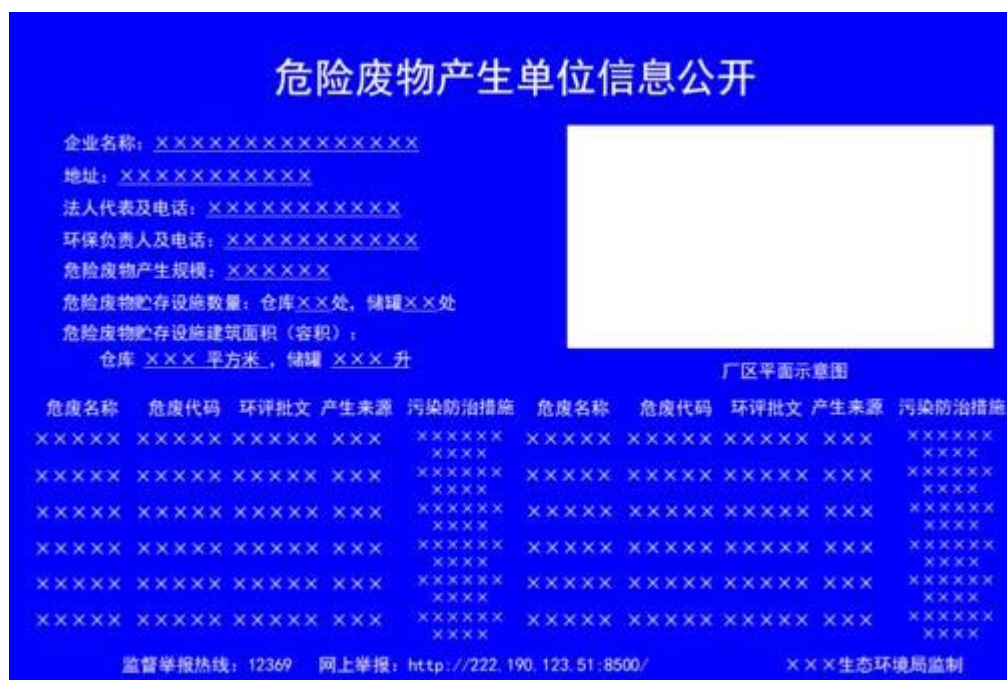 危险废物产生单位信息公开
企业名称：×××××××××××××××
地址：×××××××××××
法人代表及电话：×××××××××××
环保负责人及电话：×××××××××××
危险废物产生规模：××××××
危险废物贮存设施数量：仓库××处，储罐××处
危险废物贮存设施建筑面积（容积）：
仓库 ××× 平方米 ，储罐 ××× 升
厂区平面示意图
危废名称 危废代码 环评批文 产生来源 污染防治措施 危废名称 危废代码 环评批文 产生来源 污染防治措施
××××× ××××× ××××× ××× ×××××× ××××× ××××× ××××× ××× ××××××
×××× ××××
××××× ××××× ××××× ××× ×××××× ××××× ××××× ××××× ××× ××××××
×××× ××××
××××× ××××× ××××× ××× ×××××× ××××× ××××× ××××× ××× ××××××
×××× ××××
××××× ××××× ××××× ××× ×××××× ××××× ××××× ××××× ××× ××××××
×××× ××××
××××× ××××× ××××× ××× ×××××× ××××× ××××× ××××× ××× ××××××
×××× ××××
××××× ××××× ××××× ××× ×××××× ××××× ××××× ××××× ××× ××××××
×××× ××××
监督举报热线：12369 网上举报：http://222.190.123.51:8500/ ×××生态环境局监制